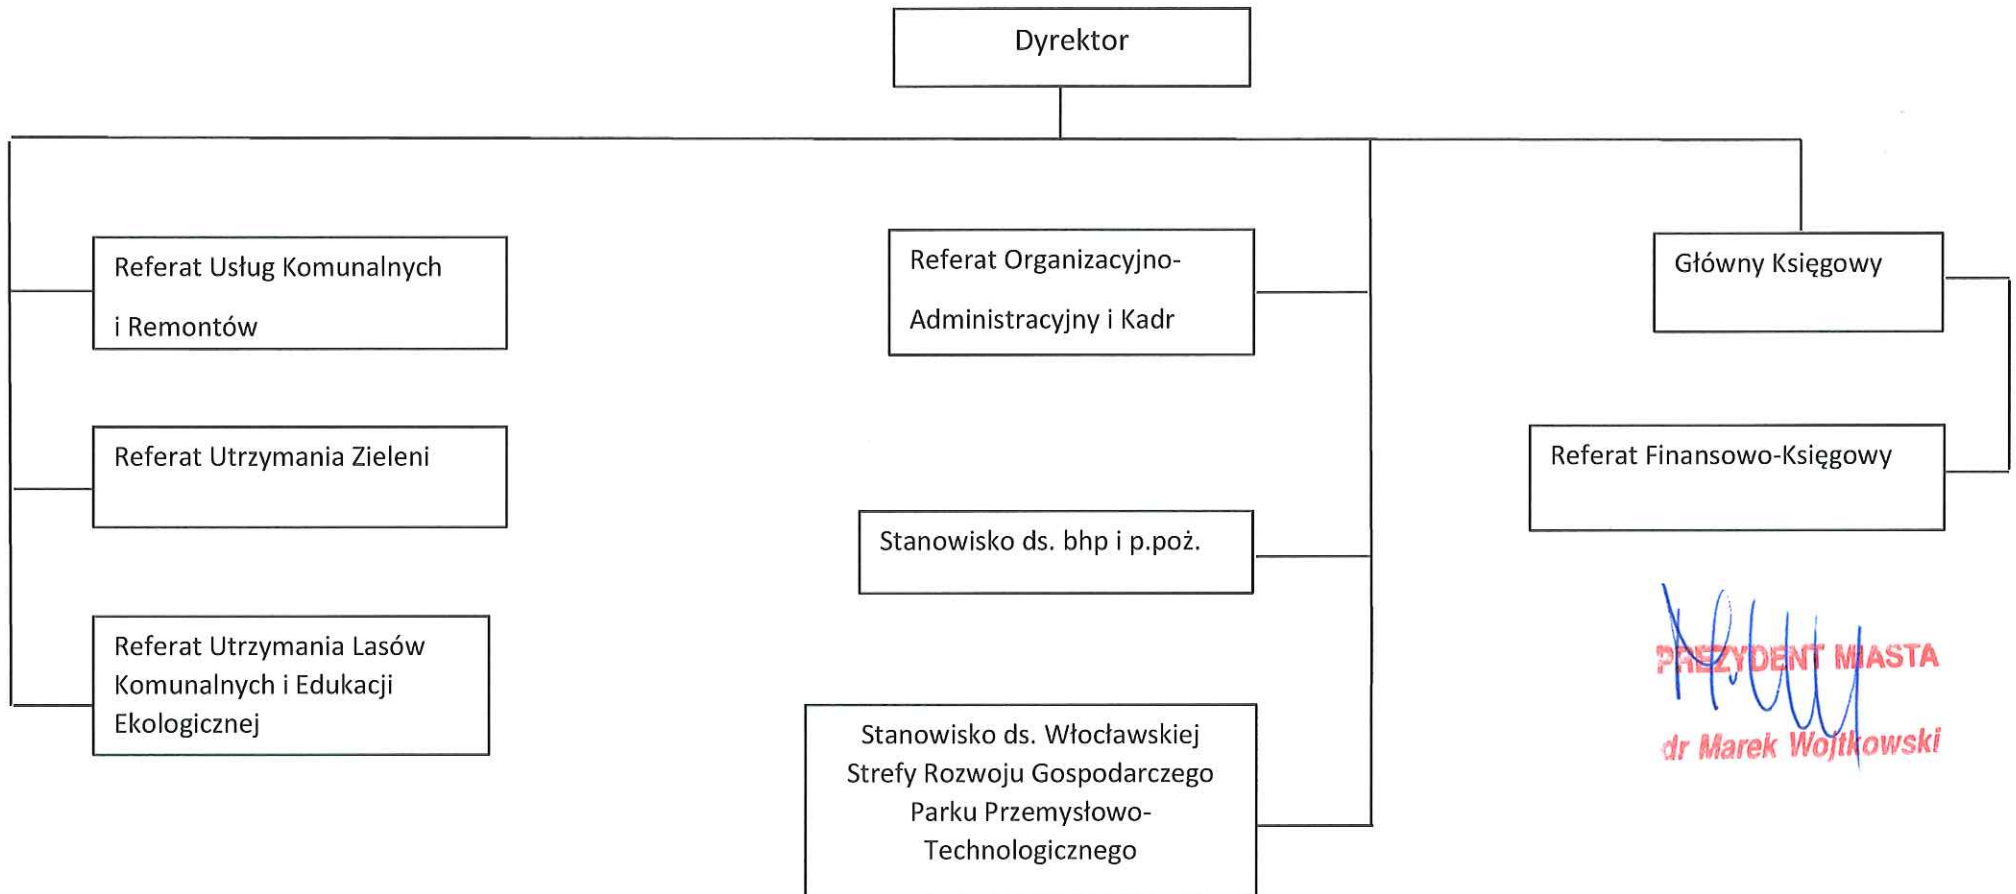 Dyrektor
Referat Usług Komunalnych
i Remontów
Referat Utrzymania Zieleni
Referat Utrzymania Lasów
Komunalnych i Edukacji
Ekologicznej
Referat Organizacyjno-
Administracyjny i Kadr
Stanowisko ds. bhp i p.poż.
Stanowisko ds. Włocławskiej
Strefy Rozwoju Gospodarczego
Parku Przemysłowo-
Technologicznego
Główny Księgowy
Referat Finansowo-Księgowy
PREZYDENT MIASTA
dr Marek Wojtkowski